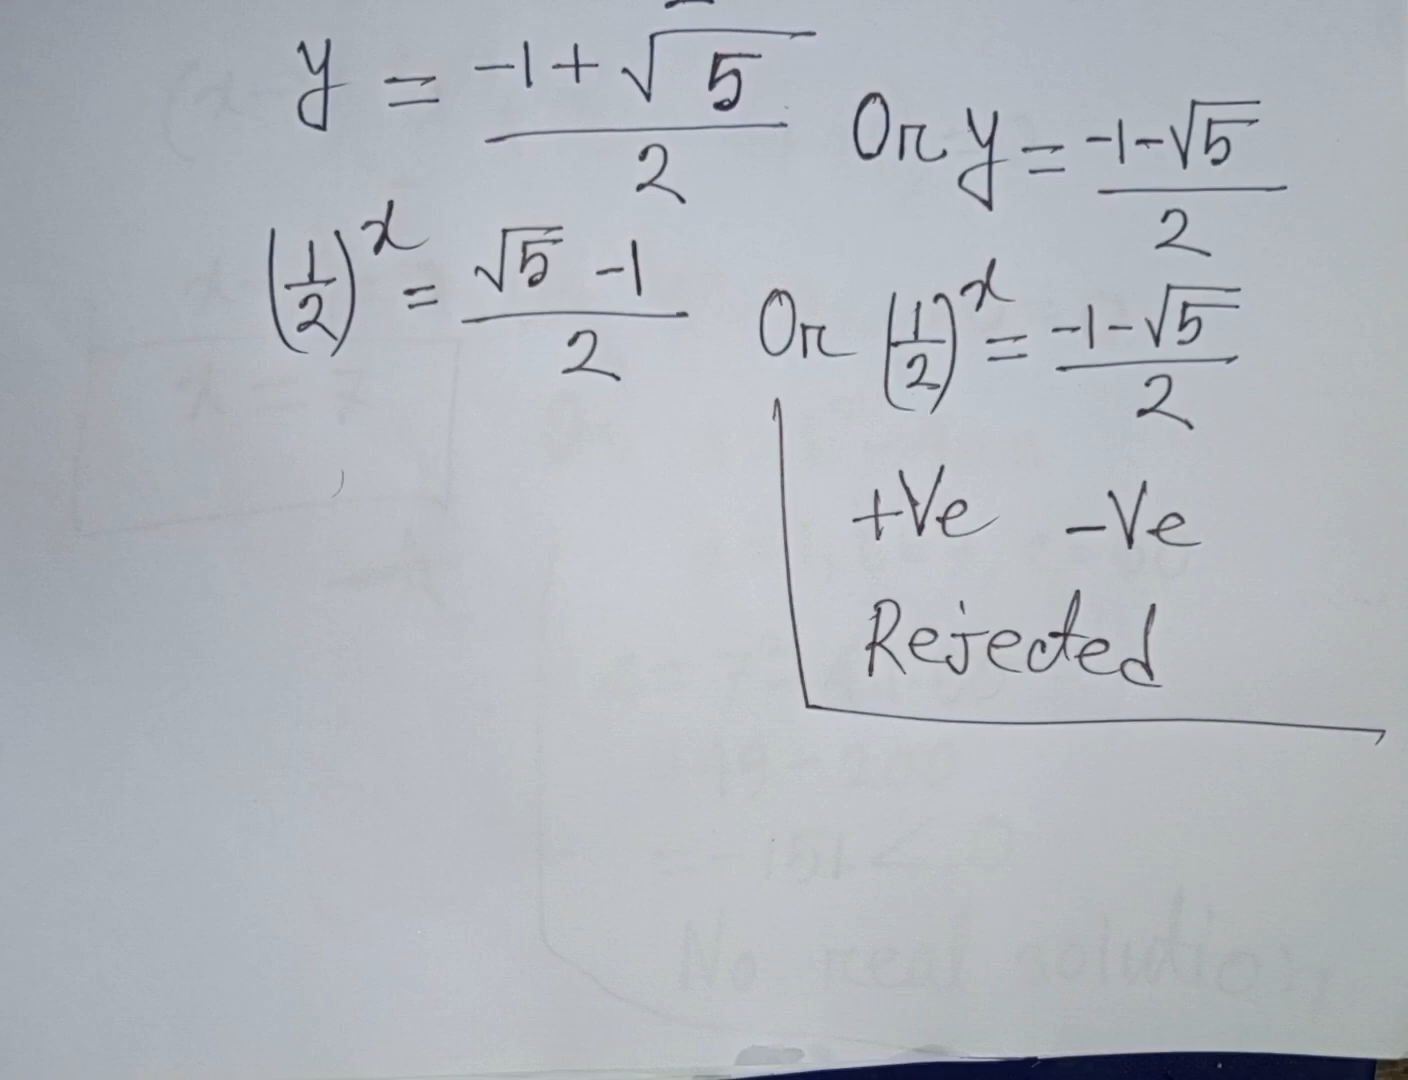 y = (-1+√5)/2 Or y = (-1-√5)/2
(1/2)^x = (√5 -1)/2 Or (1/2)^x = (-1-√5)/2
+Ve -Ve
Rejected